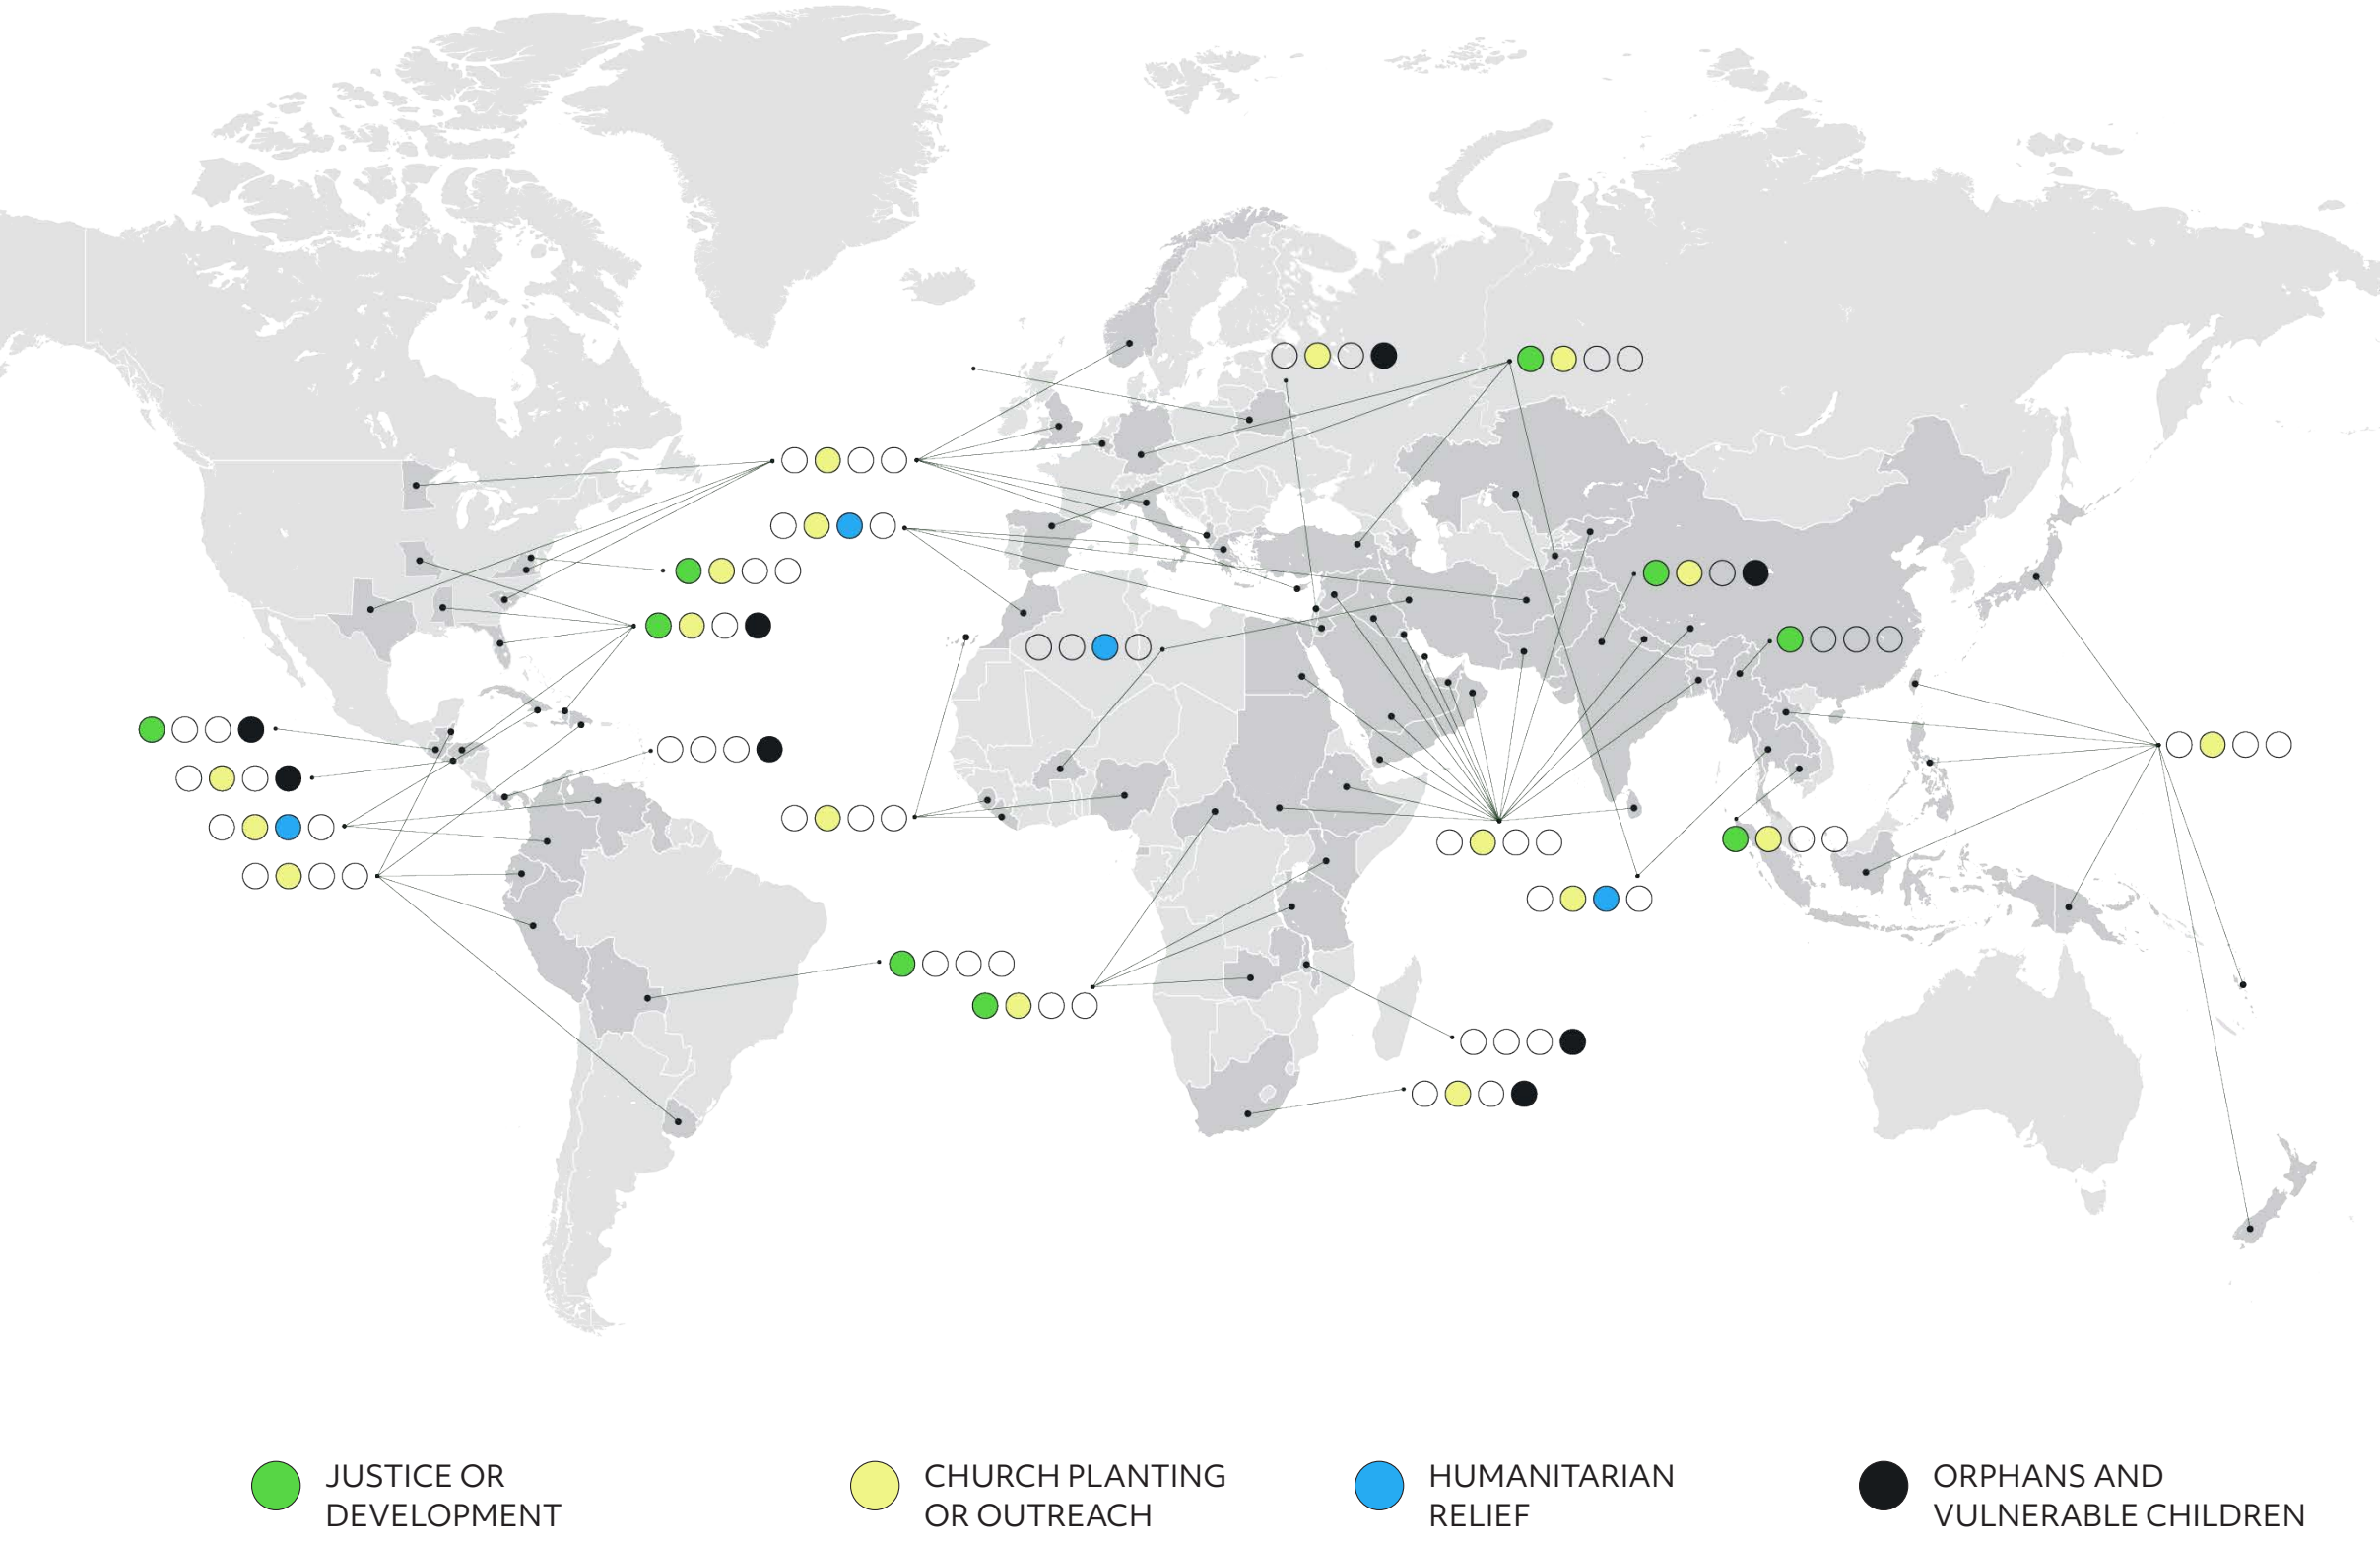 JUSTICE OR
DEVELOPMENT
CHURCH PLANTING
OR OUTREACH
HUMANITARIAN
RELIEF
ORPHANS AND
VULNERABLE CHILDREN